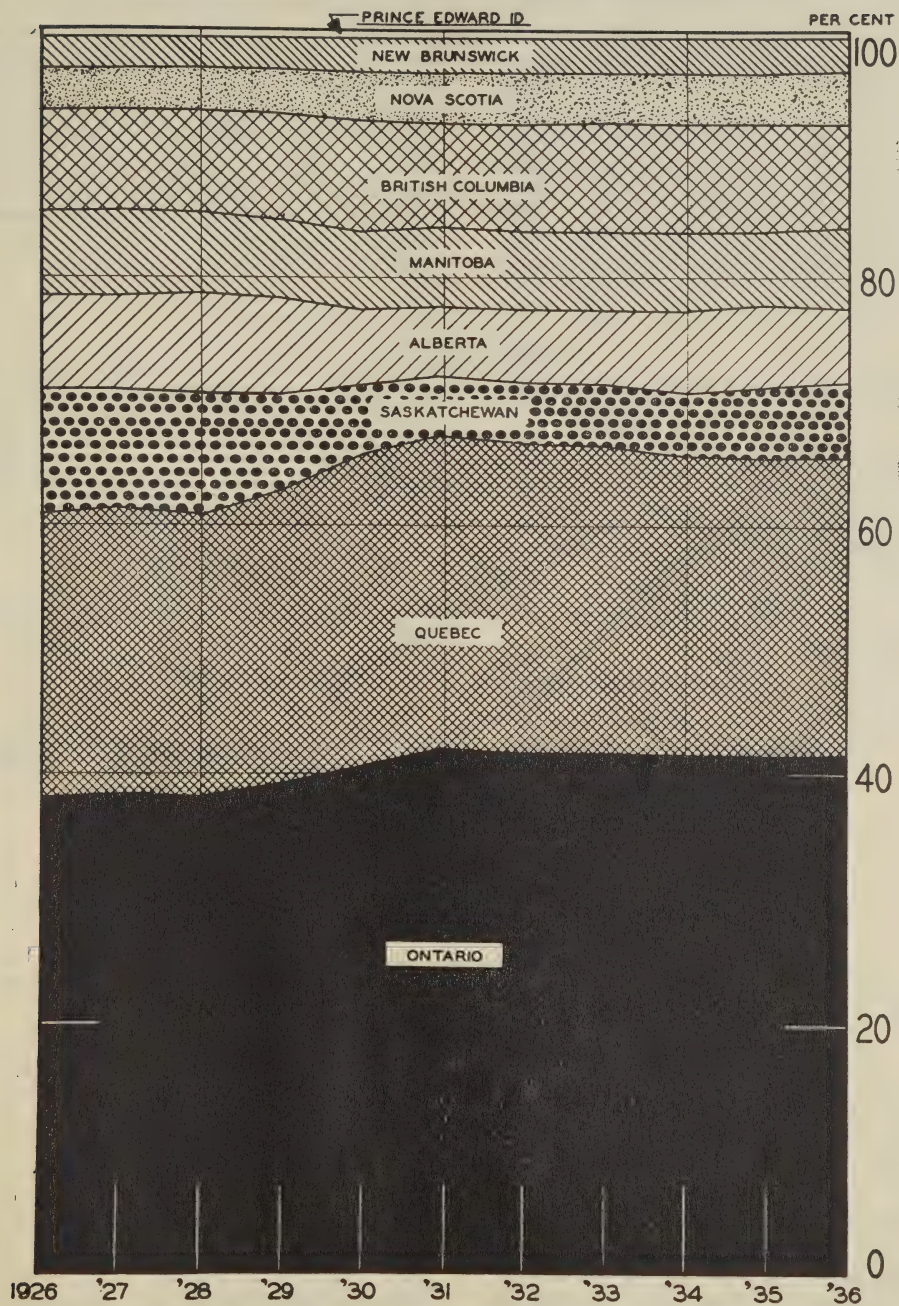 PRINCE EDWARD ID
PER CENT
100
NEW BRUNSWICK
NOVA SCOTIA
BRITISH COLUMBIA
MANITOBA
80
ALBERTA
SASKATCHEWAN
60
QUEBEC
40
ONTARIO
20
0
1926 '27 '28 '29 '30 '31 '32 '33 '34 '35 '36